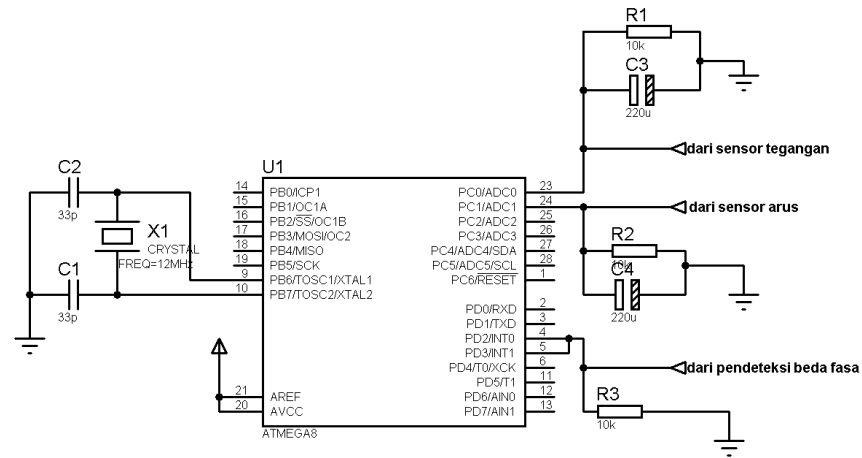 R1
10k
C3
220u
dari sensor tegangan
C2
33p
X1
CRYSTAL
FREQ=12MHz
C1
33p
U1
14 PB0/ICP1
15 PB1/OC1A
16 PB2/SS/OC1B
17 PB3/MOSI/OC2
18 PB4/MISO
19 PB5/SCK
9 PB6/TOSC1/XTAL1
10 PB7/TOSC2/XTAL2
21 AREF
20 AVCC
PC0/ADC0 23
PC1/ADC1 24
PC2/ADC2 25
PC3/ADC3 26
PC4/ADC4/SDA 27
PC5/ADC5/SCL 28
PC6/RESET 1
PD0/RXD 2
PD1/TXD 3
PD2/INT0 4
PD3/INT1 5
PD4/T0/XCK 6
PD5/T1 11
PD6/AIN0 12
PD7/AIN1 13
ATMEGA8
dari sensor arus
R2
10k
C4
220u
dari pendeteksi beda fasa
R3
10k